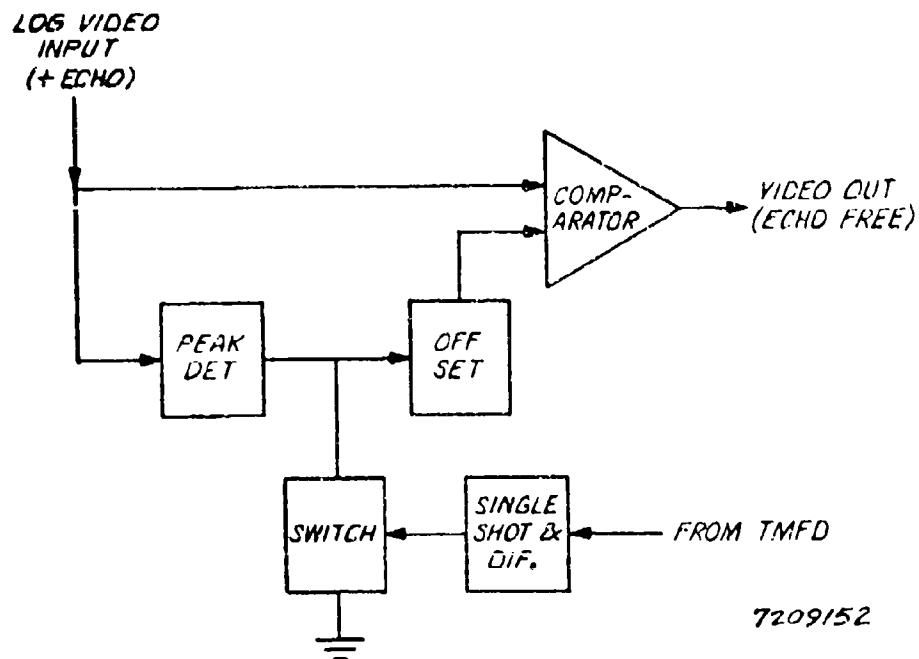 LOG VIDEO
INPUT
(+ ECHO)
COMP-
ARATOR
VIDEO OUT
(ECHO FREE)
PEAK
DET
OFF
SET
SWITCH
SINGLE
SHOT &
DIF.
FROM TMFD
7209152